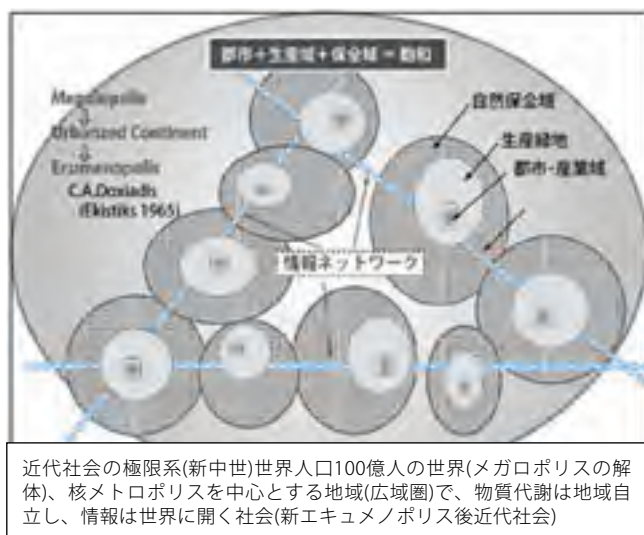 都市+生産域+保全域 = 飽和
Megalopolis
⇩
Urbanized Continent
⇩
C.A.Doxiadis
(Ekistiks 1965)
自然保全域
生産緑地
都市・産業域
情報ネットワーク
近代社会の極限系(新中世)世界人口100億人の世界(メガロポリスの解
体)、核メトロポリスを中心とする地域(広域圏)で、物質代謝は地域自
立し、情報は世界に開く社会(新エキュメノポリス後近代社会)